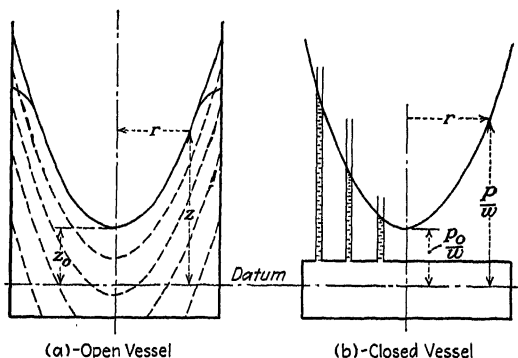 r
z
z₀
Datum
(a)-Open Vessel
r
p/w
p₀/w
(b)-Closed Vessel